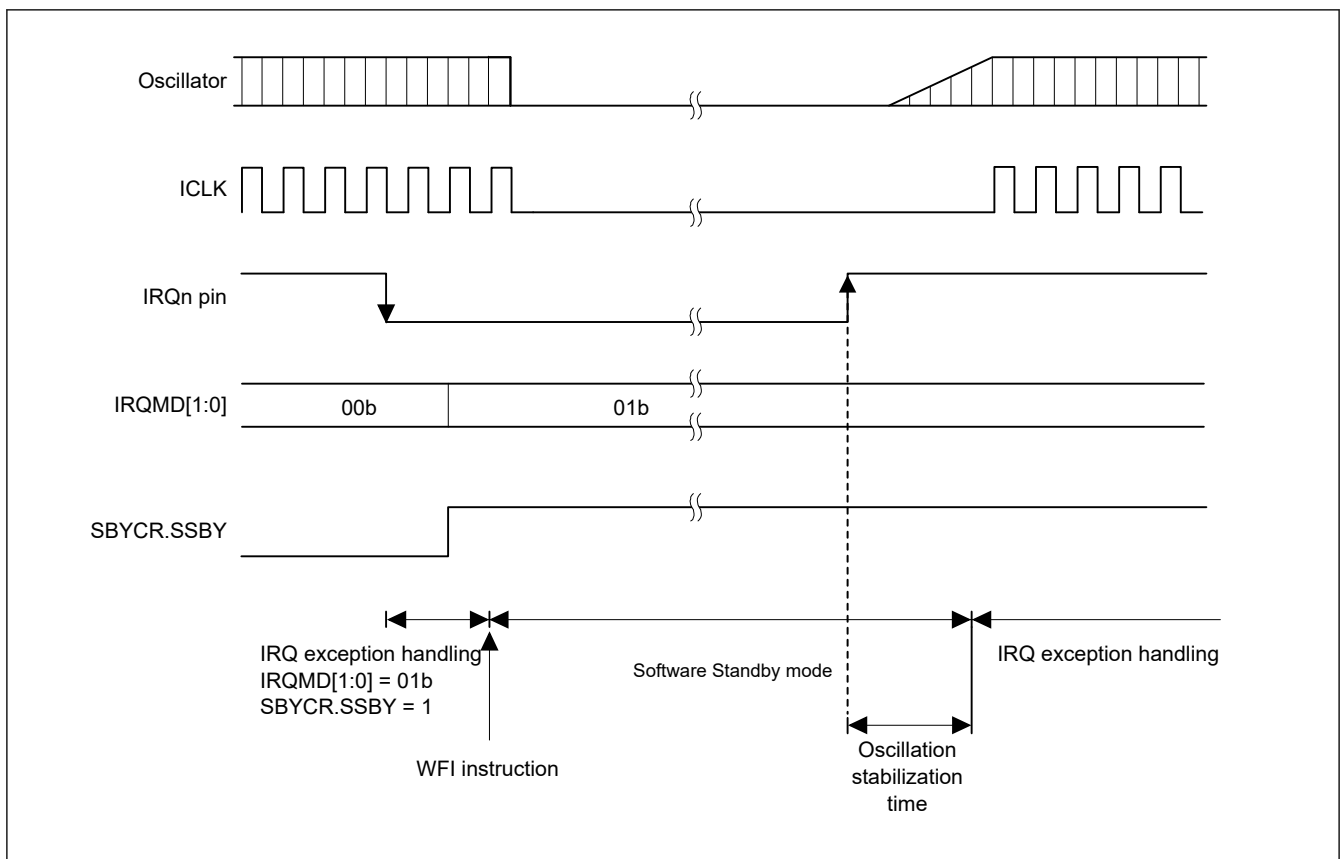 Oscillator
ICLK
IRQn pin
IRQMD[1:0]
00b
01b
SBYCR.SSBY
IRQ exception handling
IRQMD[1:0] = 01b
SBYCR.SSBY = 1
WFI instruction
Software Standby mode
Oscillation
stabilization
time
IRQ exception handling